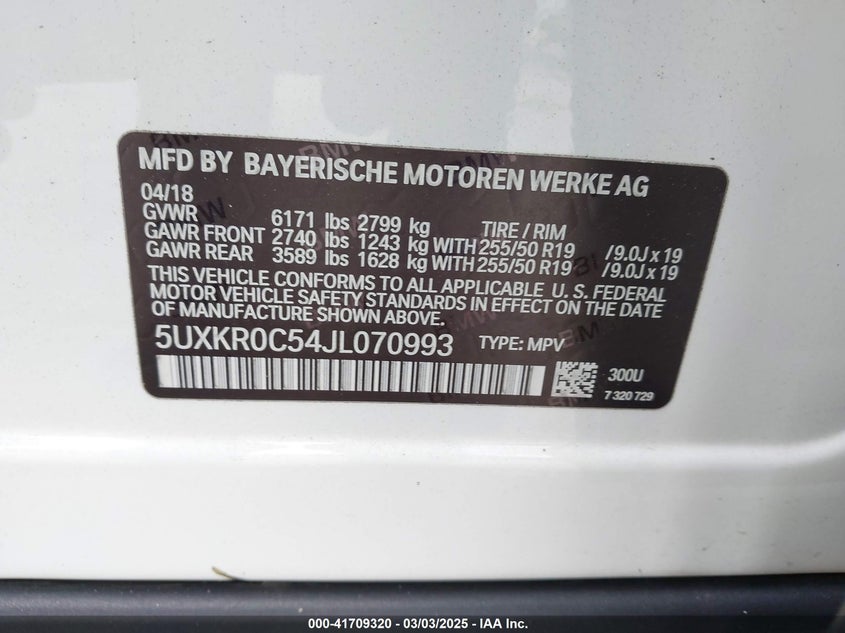 MFD BY BAYERISCHE MOTOREN WERKE AG
04/18
GVWR 6171 lbs 2799 kg TIRE / RIM
GAWR FRONT 2740 lbs 1243 kg WITH 255/50 R19 /9.0J x 19
GAWR REAR 3589 lbs 1628 kg WITH 255/50 R19 /9.0J x 19
THIS VEHICLE CONFORMS TO ALL APPLICABLE U. S. FEDERAL
MOTOR VEHICLE SAFETY STANDARDS IN EFFECT ON THE DATE
OF MANUFACTURE SHOWN ABOVE.
5UXKR0C54JL070993 TYPE: MPV
300U
7 320 729
000-41709320 - 03/03/2025 - IAA Inc.